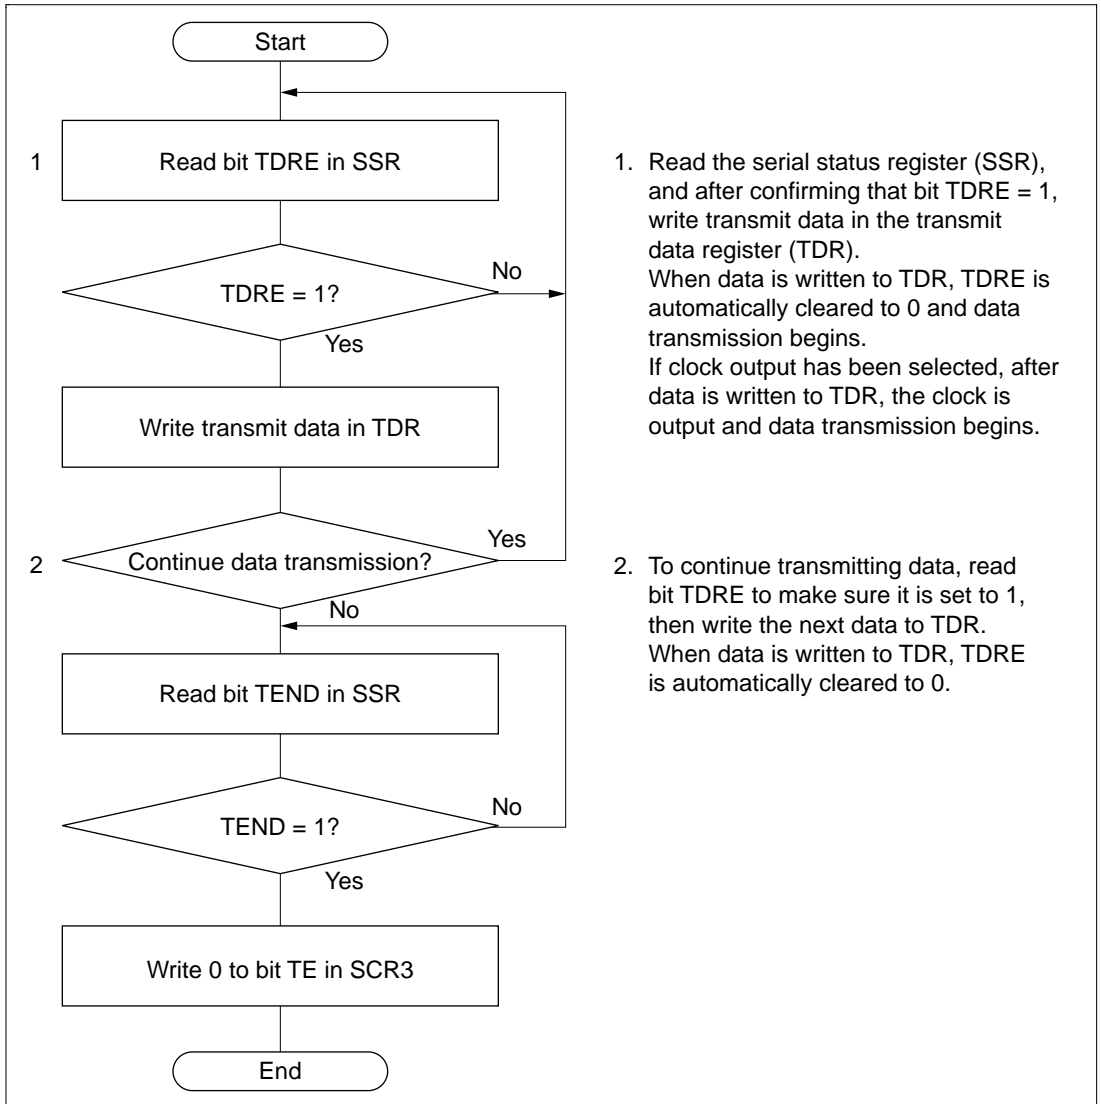 Start
1
Read bit TDRE in SSR
TDRE = 1?
No
Yes
Write transmit data in TDR
2
Continue data transmission?
Yes
No
Read bit TEND in SSR
TEND = 1?
No
Yes
Write 0 to bit TE in SCR3
End
1. Read the serial status register (SSR),
and after confirming that bit TDRE = 1,
write transmit data in the transmit
data register (TDR).
When data is written to TDR, TDRE is
automatically cleared to 0 and data
transmission begins.
If clock output has been selected, after
data is written to TDR, the clock is
output and data transmission begins.
2. To continue transmitting data, read
bit TDRE to make sure it is set to 1,
then write the next data to TDR.
When data is written to TDR, TDRE
is automatically cleared to 0.